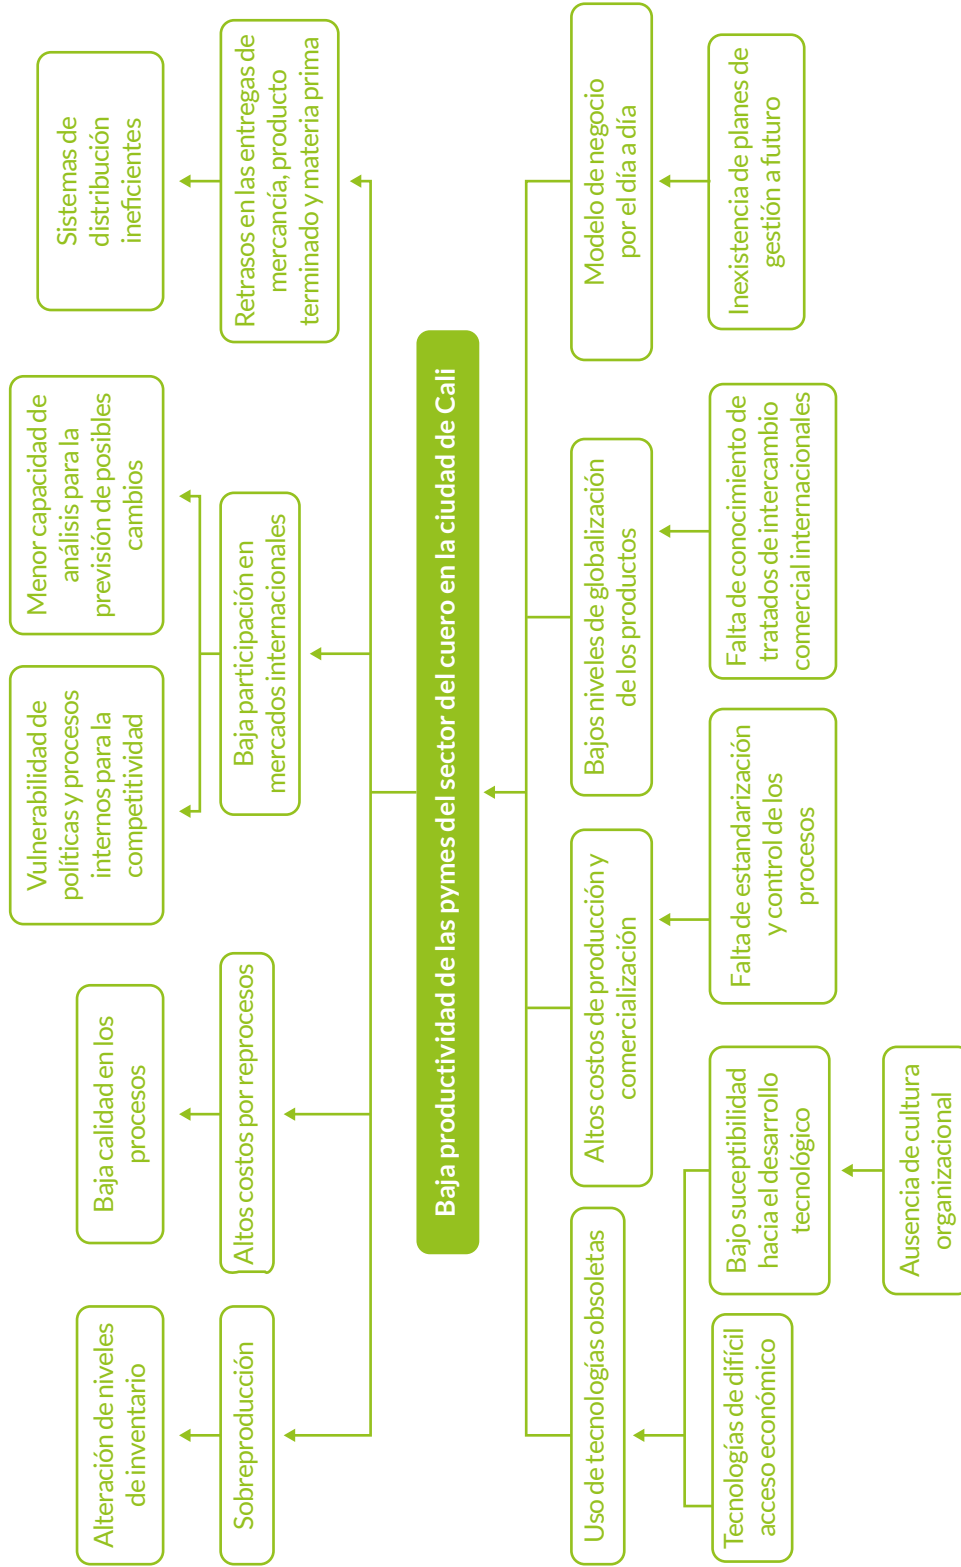 Alteración de niveles
de inventario
Baja calidad en los
procesos
Vulnerabilidad de
políticas y procesos
internos para la
competitividad
Menor capacidad de
análisis para la
previsión de posibles
cambios
Sistemas de
distribución
ineficientes
Sobreproducción
Altos costos por reprocesos
Baja participación en
mercados internacionales
Retrasos en las entregas de
mercancía, producto
terminado y materia prima
Baja productividad de las pymes del sector del cuero en la ciudad de Cali
Uso de tecnologías obsoletas
Altos costos de producción y
comercialización
Bajos niveles de globalización
de los productos
Modelo de negocio
por el día a día
Tecnologías de difícil
acceso económico
Bajo suceptibilidad
hacia el desarrollo
tecnológico
Falta de estandarización
y control de los
procesos
Falta de conocimiento de
tratados de intercambio
comercial internacionales
Inexistencia de planes de
gestión a futuro
Ausencia de cultura
organizacional